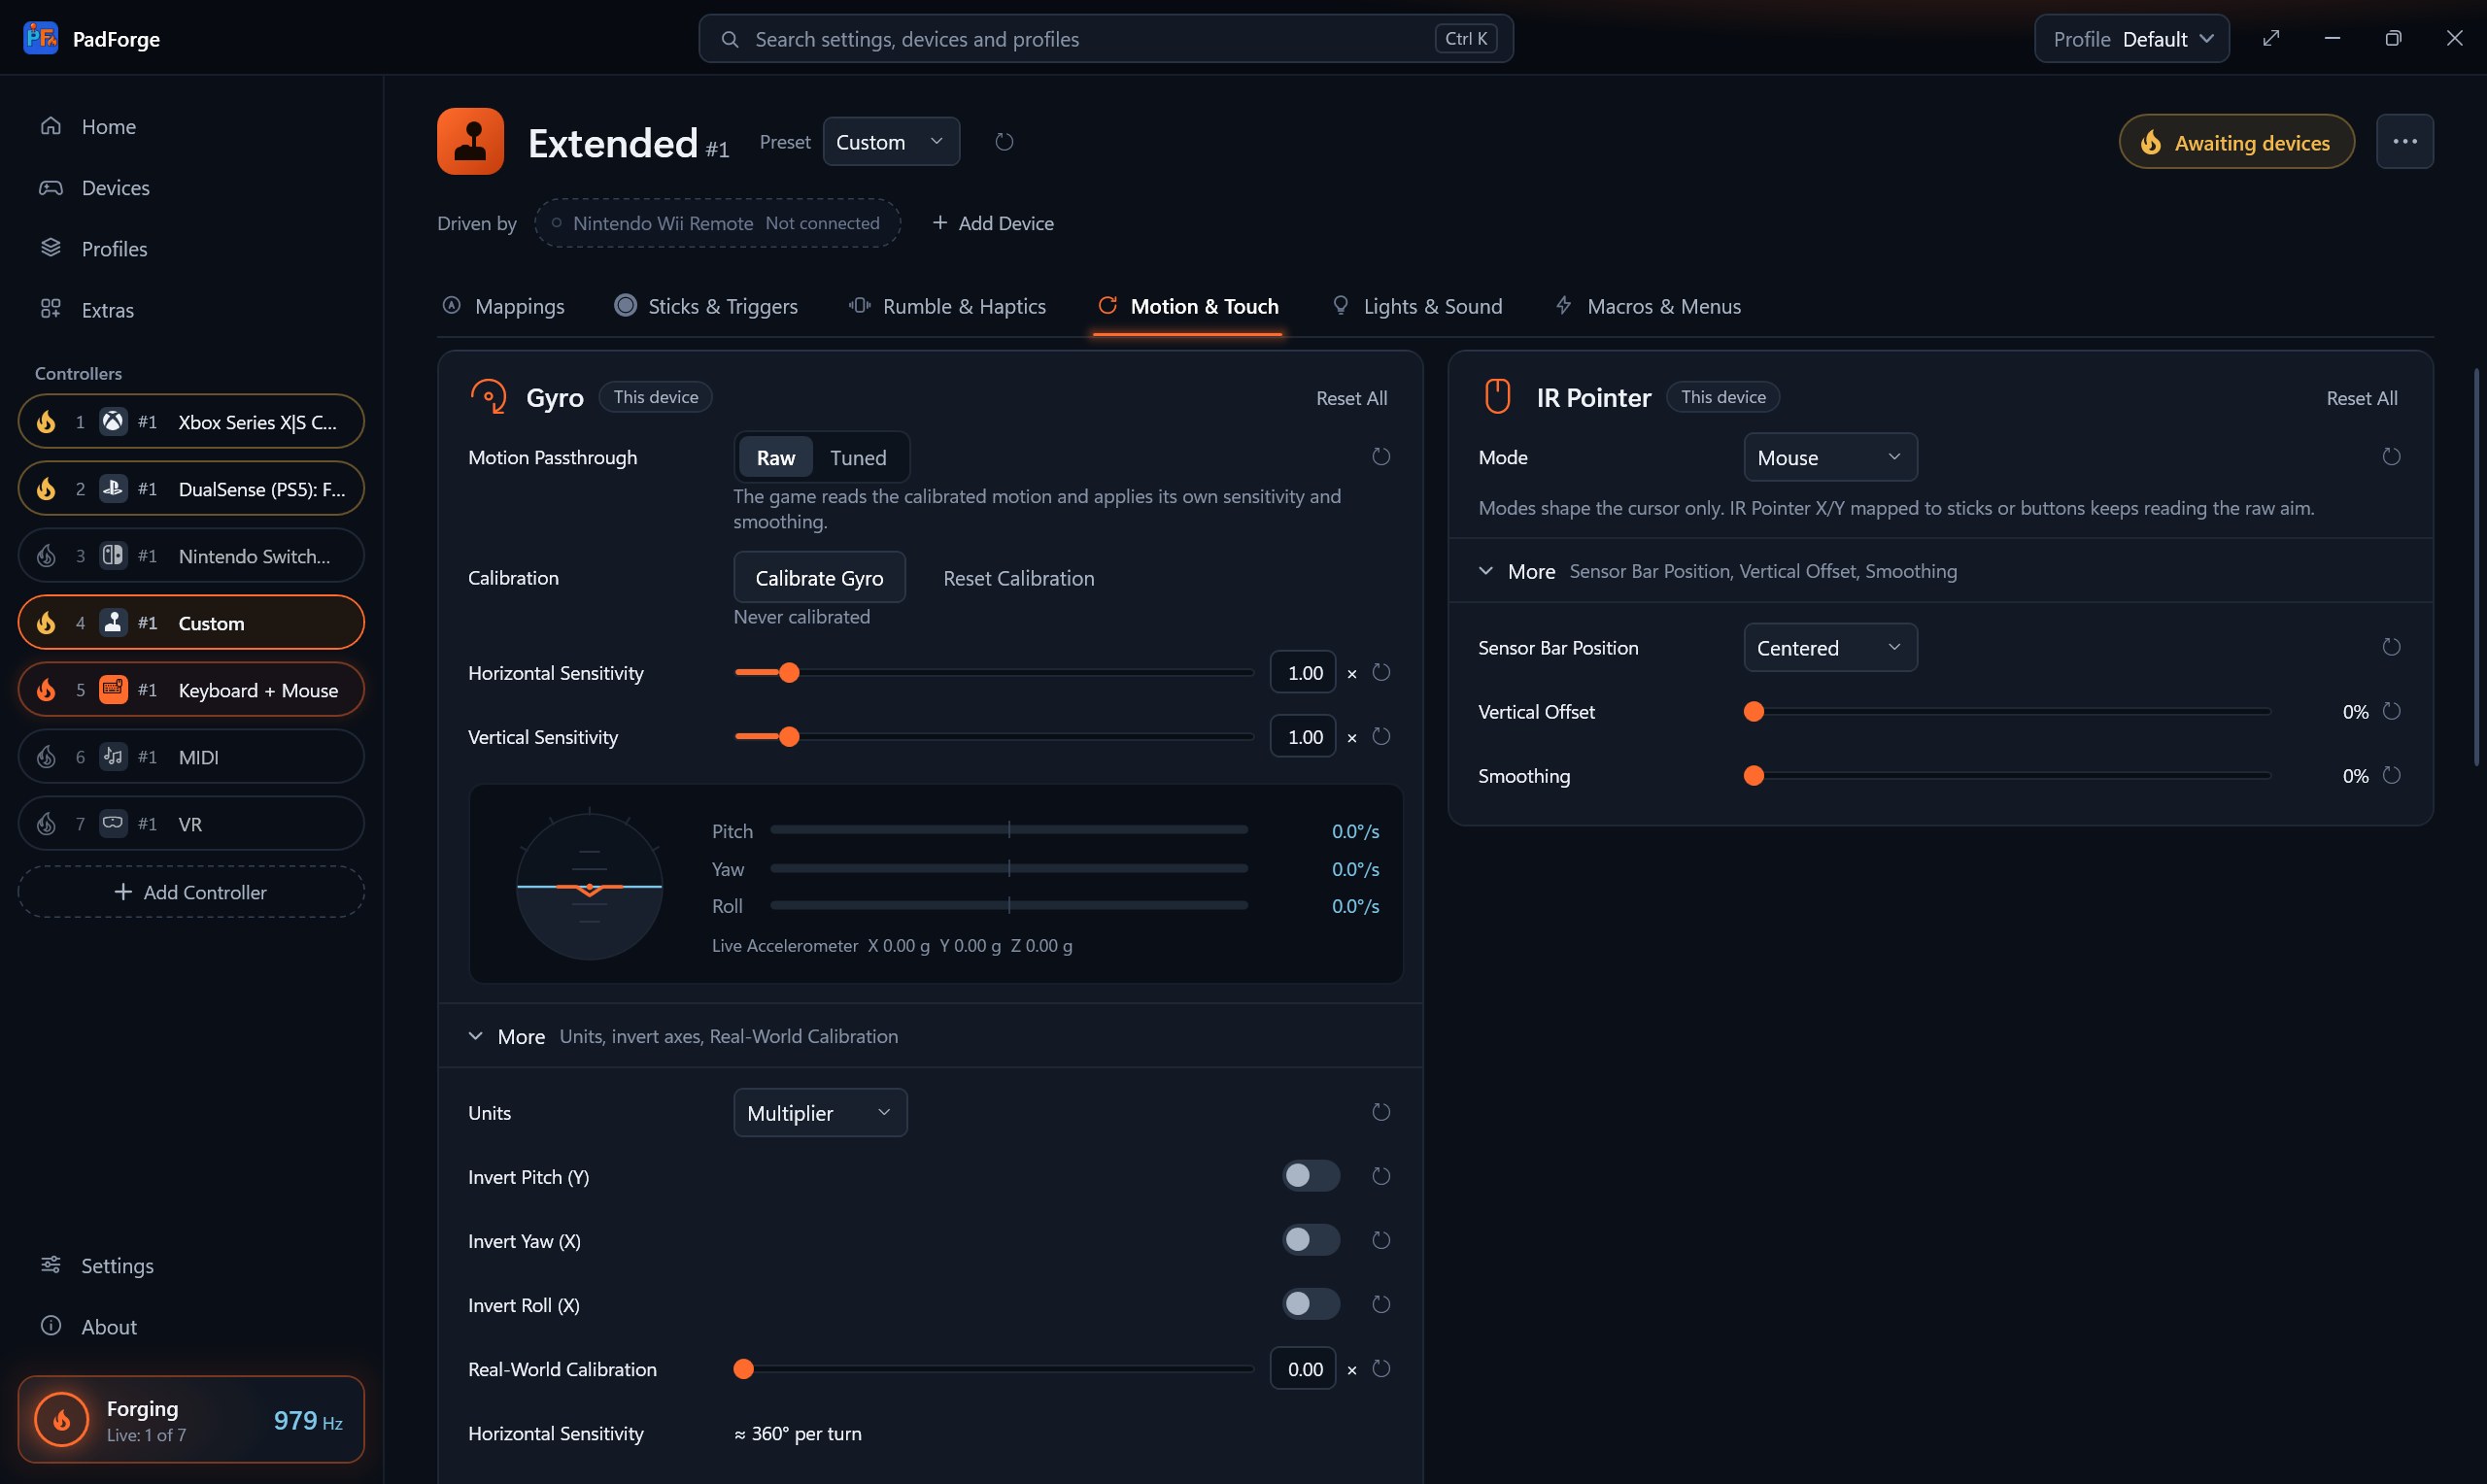 PadForge
Search settings, devices and profiles
Ctrl K
Profile Default
Home
Devices
Profiles
Extras
Controllers
1 #1 Xbox Series X|S C...
2 #1 DualSense (PS5): F...
3 #1 Nintendo Switch...
4 #1 Custom
5 #1 Keyboard + Mouse
6 #1 MIDI
7 #1 VR
+ Add Controller
Settings
About
Forging
Live: 1 of 7
979 Hz
Extended #1
Preset Custom
Awaiting devices
Driven by Nintendo Wii Remote Not connected + Add Device
Mappings Sticks & Triggers Rumble & Haptics Motion & Touch Lights & Sound Macros & Menus
Gyro This device Reset All
Motion Passthrough Raw Tuned
The game reads the calibrated motion and applies its own sensitivity and
smoothing.
Calibration Calibrate Gyro Reset Calibration
Never calibrated
Horizontal Sensitivity 1.00 ×
Vertical Sensitivity 1.00 ×
Pitch 0.0°/s
Yaw 0.0°/s
Roll 0.0°/s
Live Accelerometer X 0.00 g Y 0.00 g Z 0.00 g
More Units, invert axes, Real-World Calibration
Units Multiplier
Invert Pitch (Y)
Invert Yaw (X)
Invert Roll (X)
Real-World Calibration 0.00 ×
Horizontal Sensitivity ≈ 360° per turn
IR Pointer This device Reset All
Mode Mouse
Modes shape the cursor only. IR Pointer X/Y mapped to sticks or buttons keeps reading the raw aim.
More Sensor Bar Position, Vertical Offset, Smoothing
Sensor Bar Position Centered
Vertical Offset 0%
Smoothing 0%